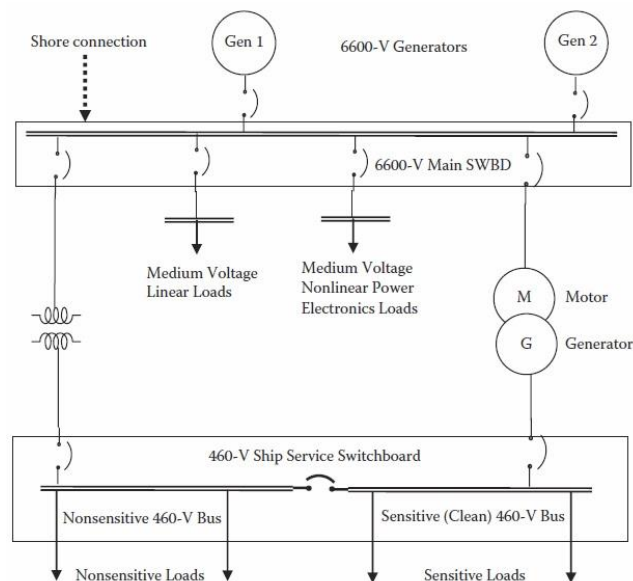 Shore connection
Gen 1
6600-V Generators
Gen 2
6600-V Main SWBD
Medium Voltage
Linear Loads
Medium Voltage
Nonlinear Power
Electronics Loads
M
Motor
G
Generator
460-V Ship Service Switchboard
Nonsensitive 460-V Bus
Sensitive (Clean) 460-V Bus
Nonsensitive Loads
Sensitive Loads